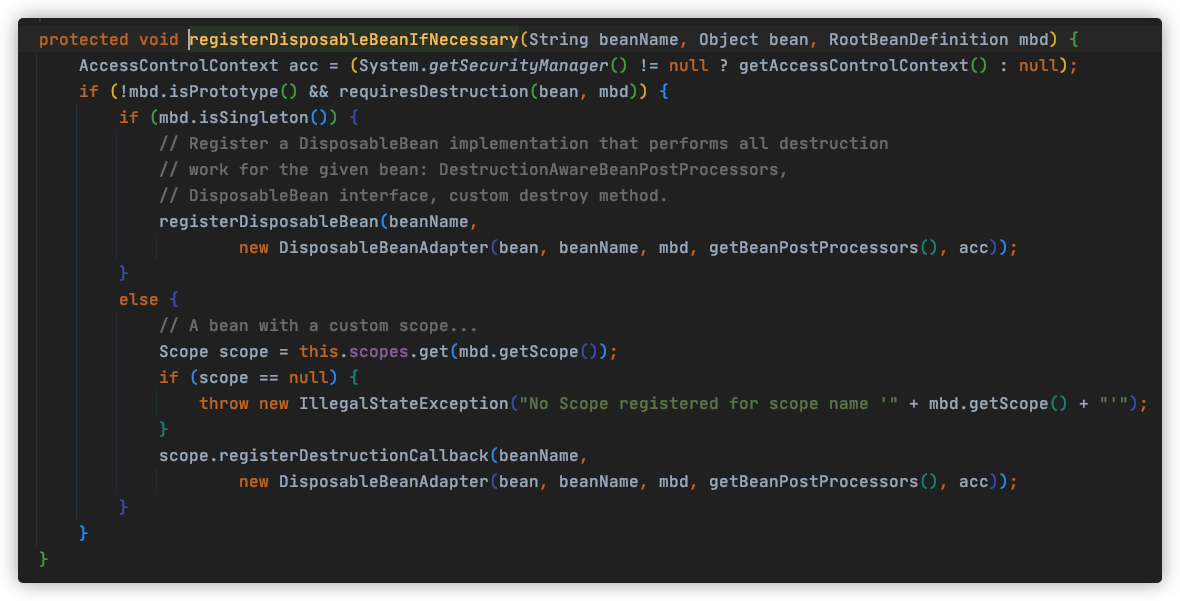 protected void registerDisposableBeanIfNecessary(String beanName, Object bean, RootBeanDefinition mbd) {
    AccessControlContext acc = (System.getSecurityManager() != null ? getAccessControlContext() : null);
    if (!mbd.isPrototype() && requiresDestruction(bean, mbd)) {
        if (mbd.isSingleton()) {
            // Register a DisposableBean implementation that performs all destruction
            // work for the given bean: DestructionAwareBeanPostProcessors,
            // DisposableBean interface, custom destroy method.
            registerDisposableBean(beanName,
                    new DisposableBeanAdapter(bean, beanName, mbd, getBeanPostProcessors(), acc));
        }
        else {
            // A bean with a custom scope...
            Scope scope = this.scopes.get(mbd.getScope());
            if (scope == null) {
                throw new IllegalStateException("No Scope registered for scope name '" + mbd.getScope() + "'");
            }
            scope.registerDestructionCallback(beanName,
                    new DisposableBeanAdapter(bean, beanName, mbd, getBeanPostProcessors(), acc));
        }
    }
}